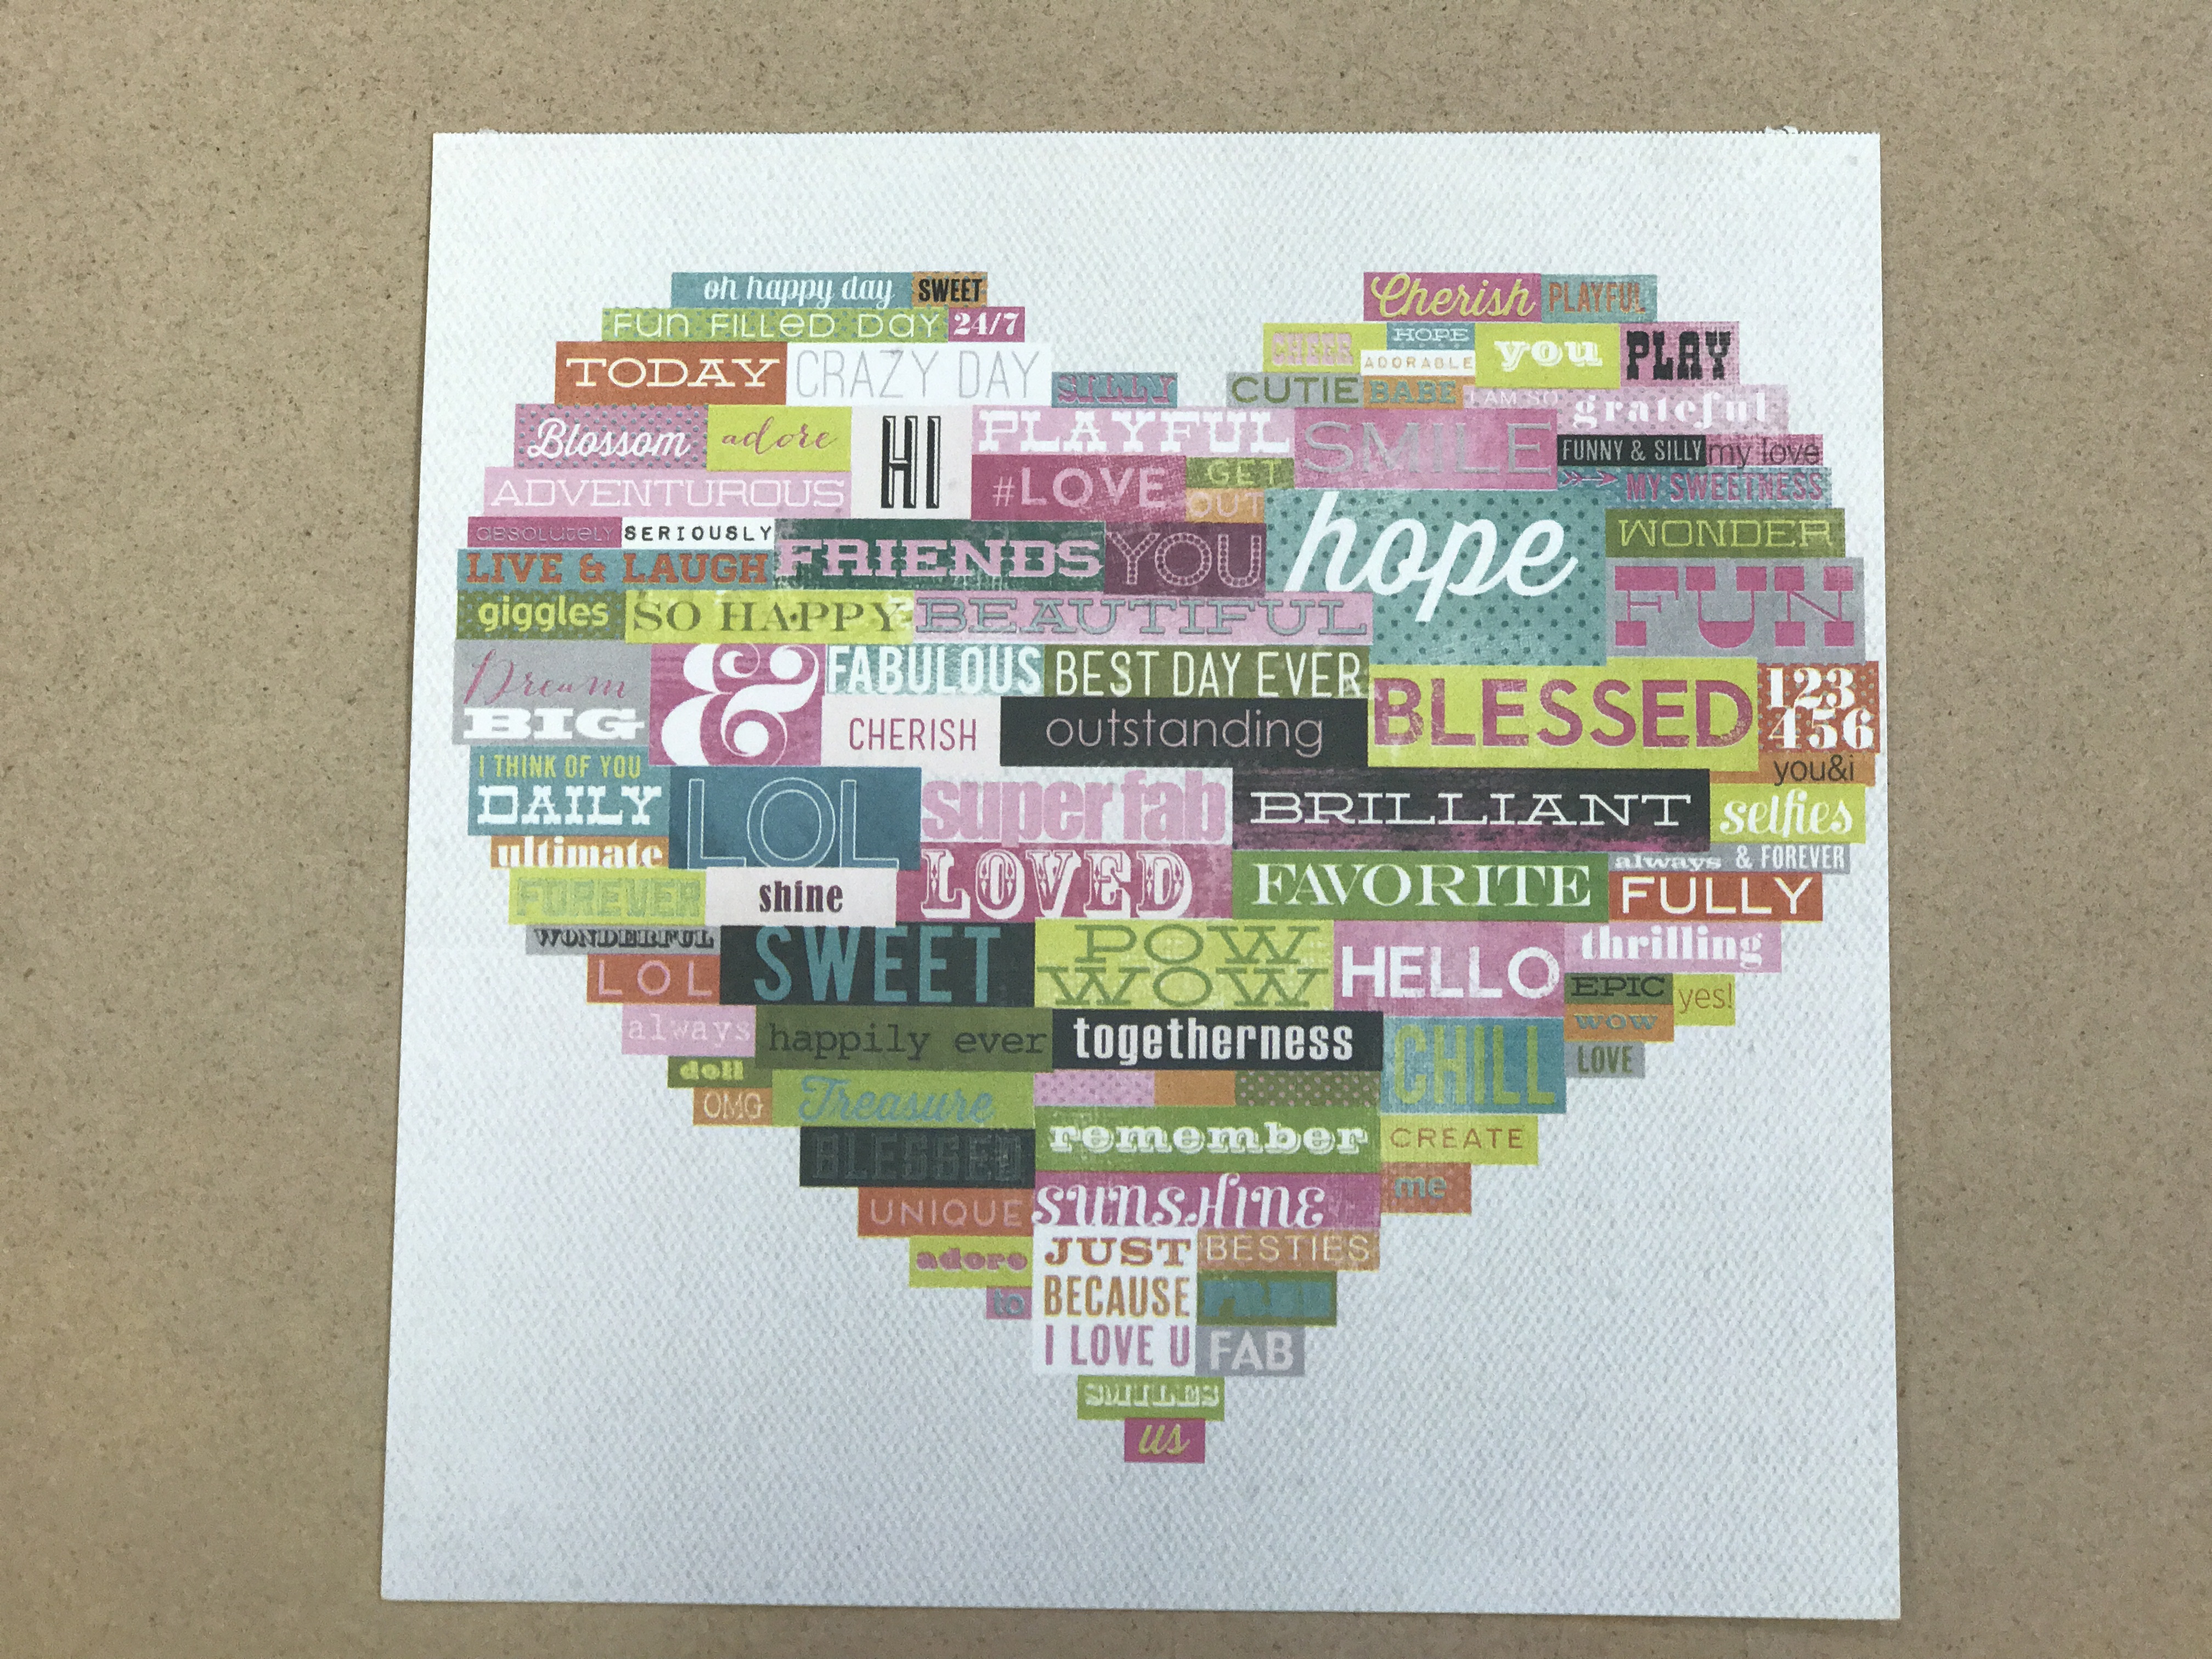 oh happy day SWEET
Cherish PLAYFUL
FUN FILLED DAY 24/7
HOPE
TODAY CRAZY DAY
ADORABLE you PLAY
SILLY CUTIE BABE
I AM SO grateful
Blossom adore HI PLAYFUL SMILE
FUNNY & SILLY my love
ADVENTUROUS #LOVE GET OUT
MY SWEETNESS
absolutely SERIOUSLY
LIVE & LAUGH FRIENDS YOU hope WONDER
giggles SO HAPPY BEAUTIFUL FUN
Dream BIG & FABULOUS BEST DAY EVER
CHERISH outstanding BLESSED 123 456
I THINK OF YOU DAILY LOL
superfab BRILLIANT you&i
ultimate selfies
always & FOREVER
FOREVER shine LOVED FAVORITE FULLY
WONDERFUL
LOL SWEET POW WOW HELLO thrilling
EPIC yes!
always happily ever togetherness wow
doll LOVE
OMG Treasure CHILL
BLESSED remember CREATE
UNIQUE sunshine me
adore JUST BESTIES
to BECAUSE
I LOVE U FAB
SMILES
us